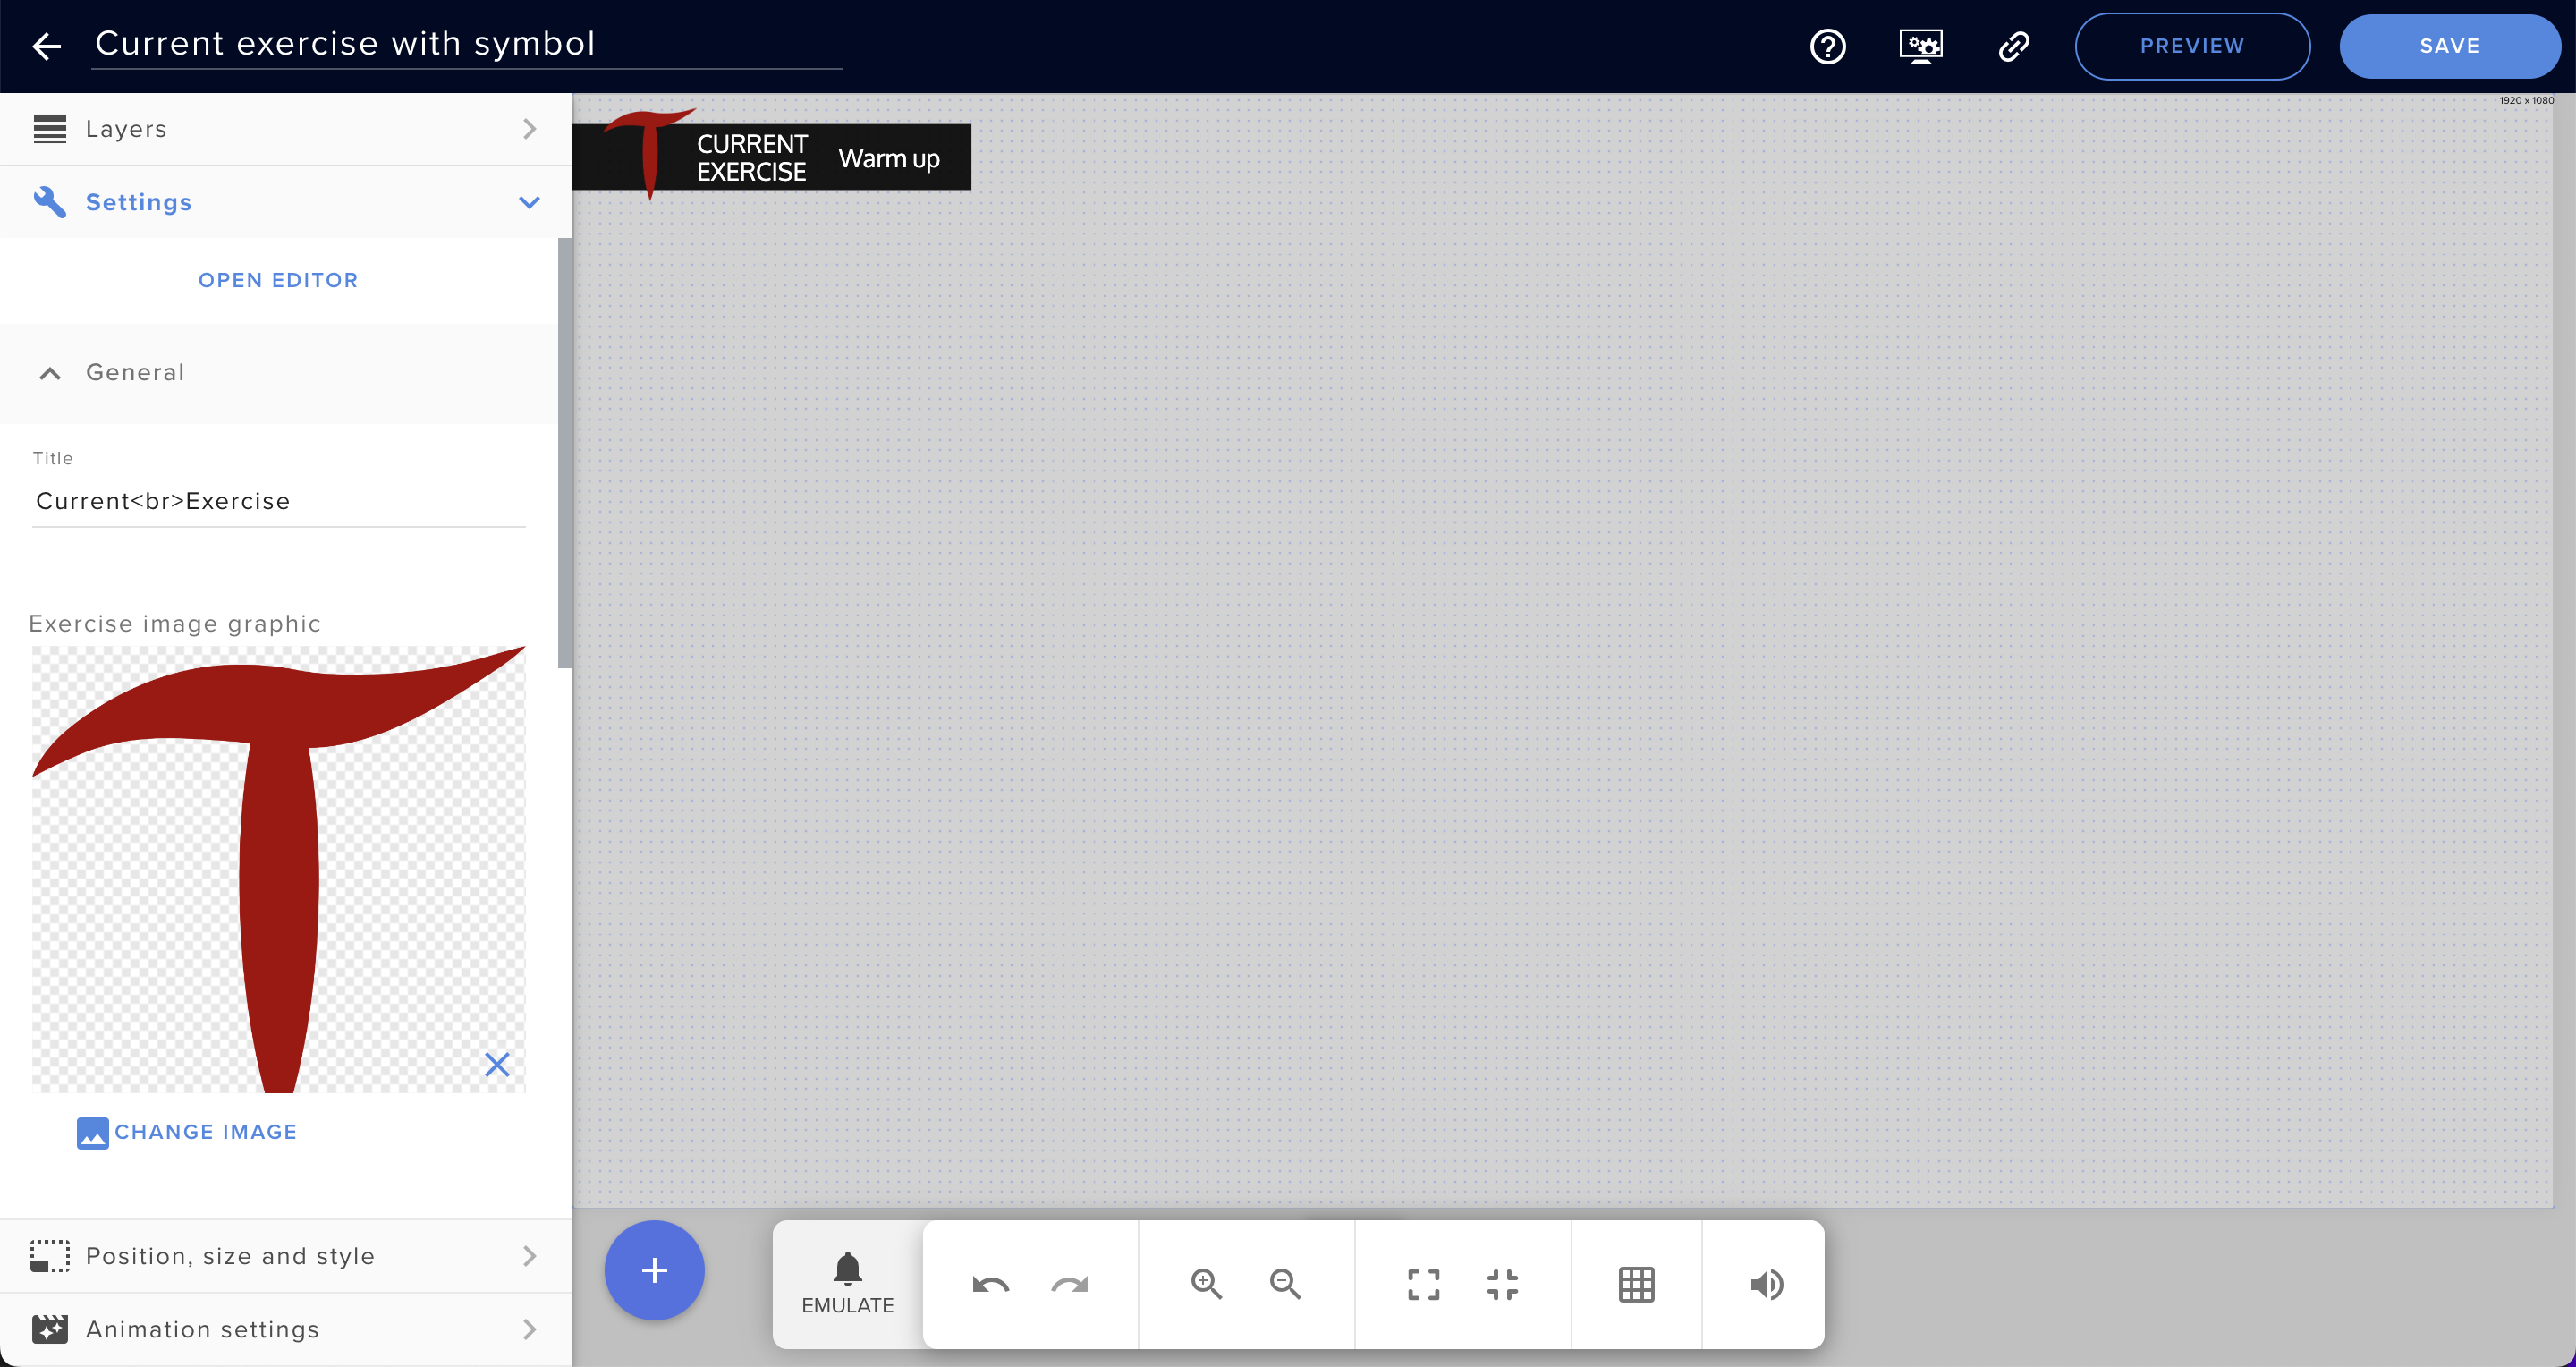 Current exercise with symbol
PREVIEW
SAVE
Layers
Settings
OPEN EDITOR
General
Title
Current<br>Exercise
Exercise image graphic
CHANGE IMAGE
Position, size and style
Animation settings
1920 x 1080
CURRENT
EXERCISE
Warm up
EMULATE